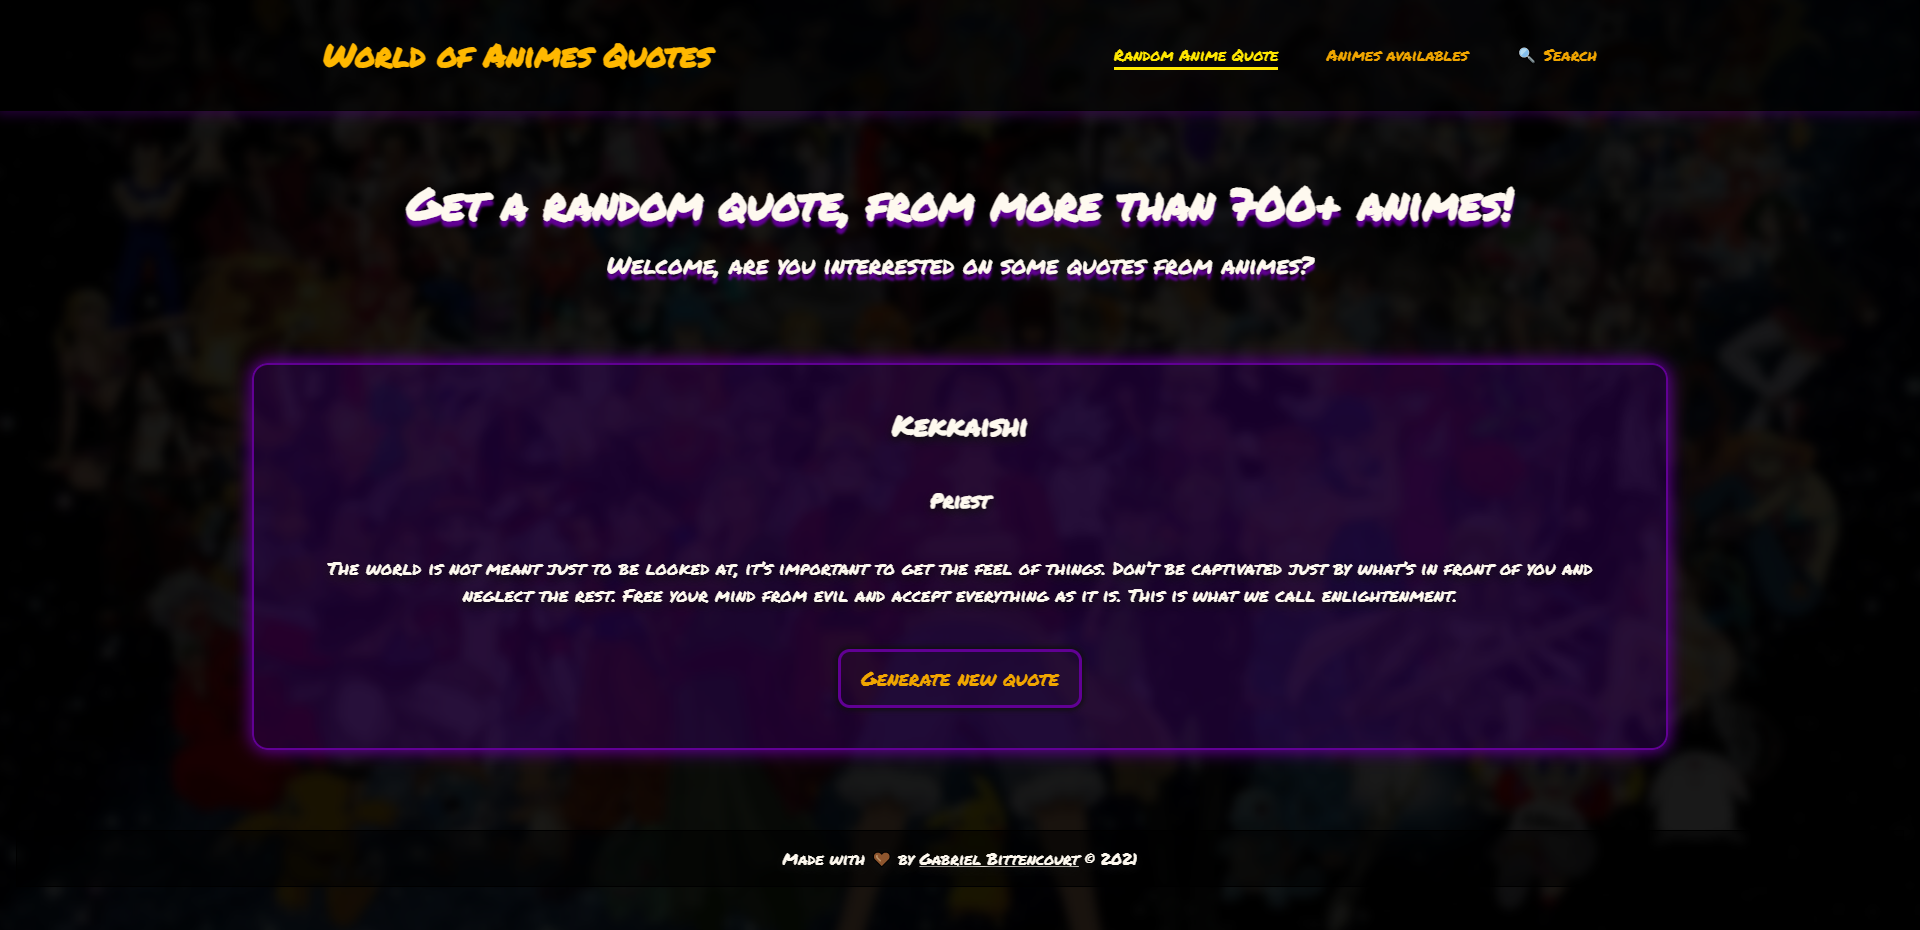 World of Animes Quotes
Random Anime Quote
Animes availables
🔍 Search
Get a random quote, from more than 700+ animes!
Welcome, are you interrested on some quotes from animes?
Kekkaishi
Priest
The world is not meant just to be looked at, it's important to get the feel of things. Don't be captivated just by what's in front of you and
neglect the rest. Free your mind from evil and accept everything as it is. This is what we call enlightenment.
Generate new quote
Made with 🤎 by Gabriel Bittencourt © 2021